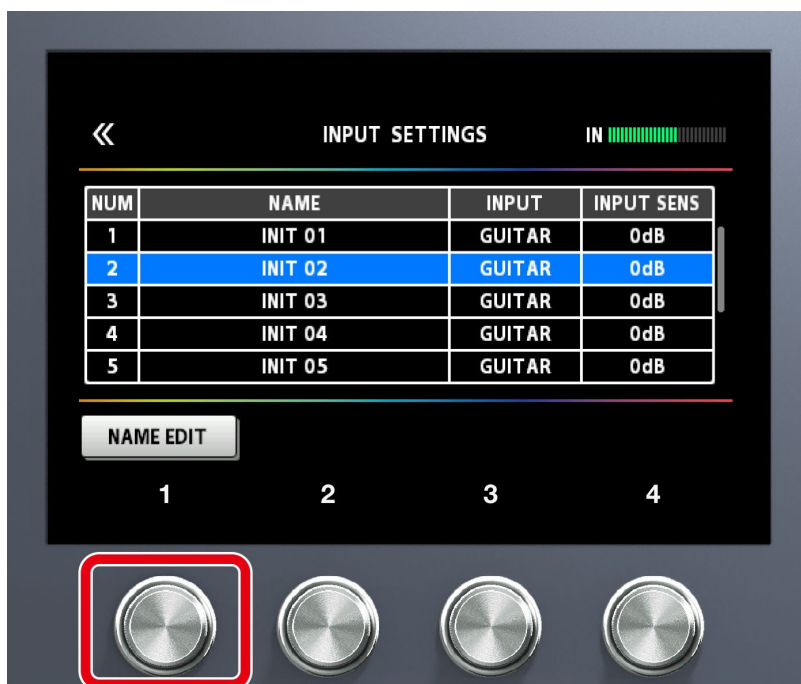 « INPUT SETTINGS IN
NUM NAME INPUT INPUT SENS
1 INIT 01 GUITAR 0dB
2 INIT 02 GUITAR 0dB
3 INIT 03 GUITAR 0dB
4 INIT 04 GUITAR 0dB
5 INIT 05 GUITAR 0dB
NAME EDIT
1 2 3 4